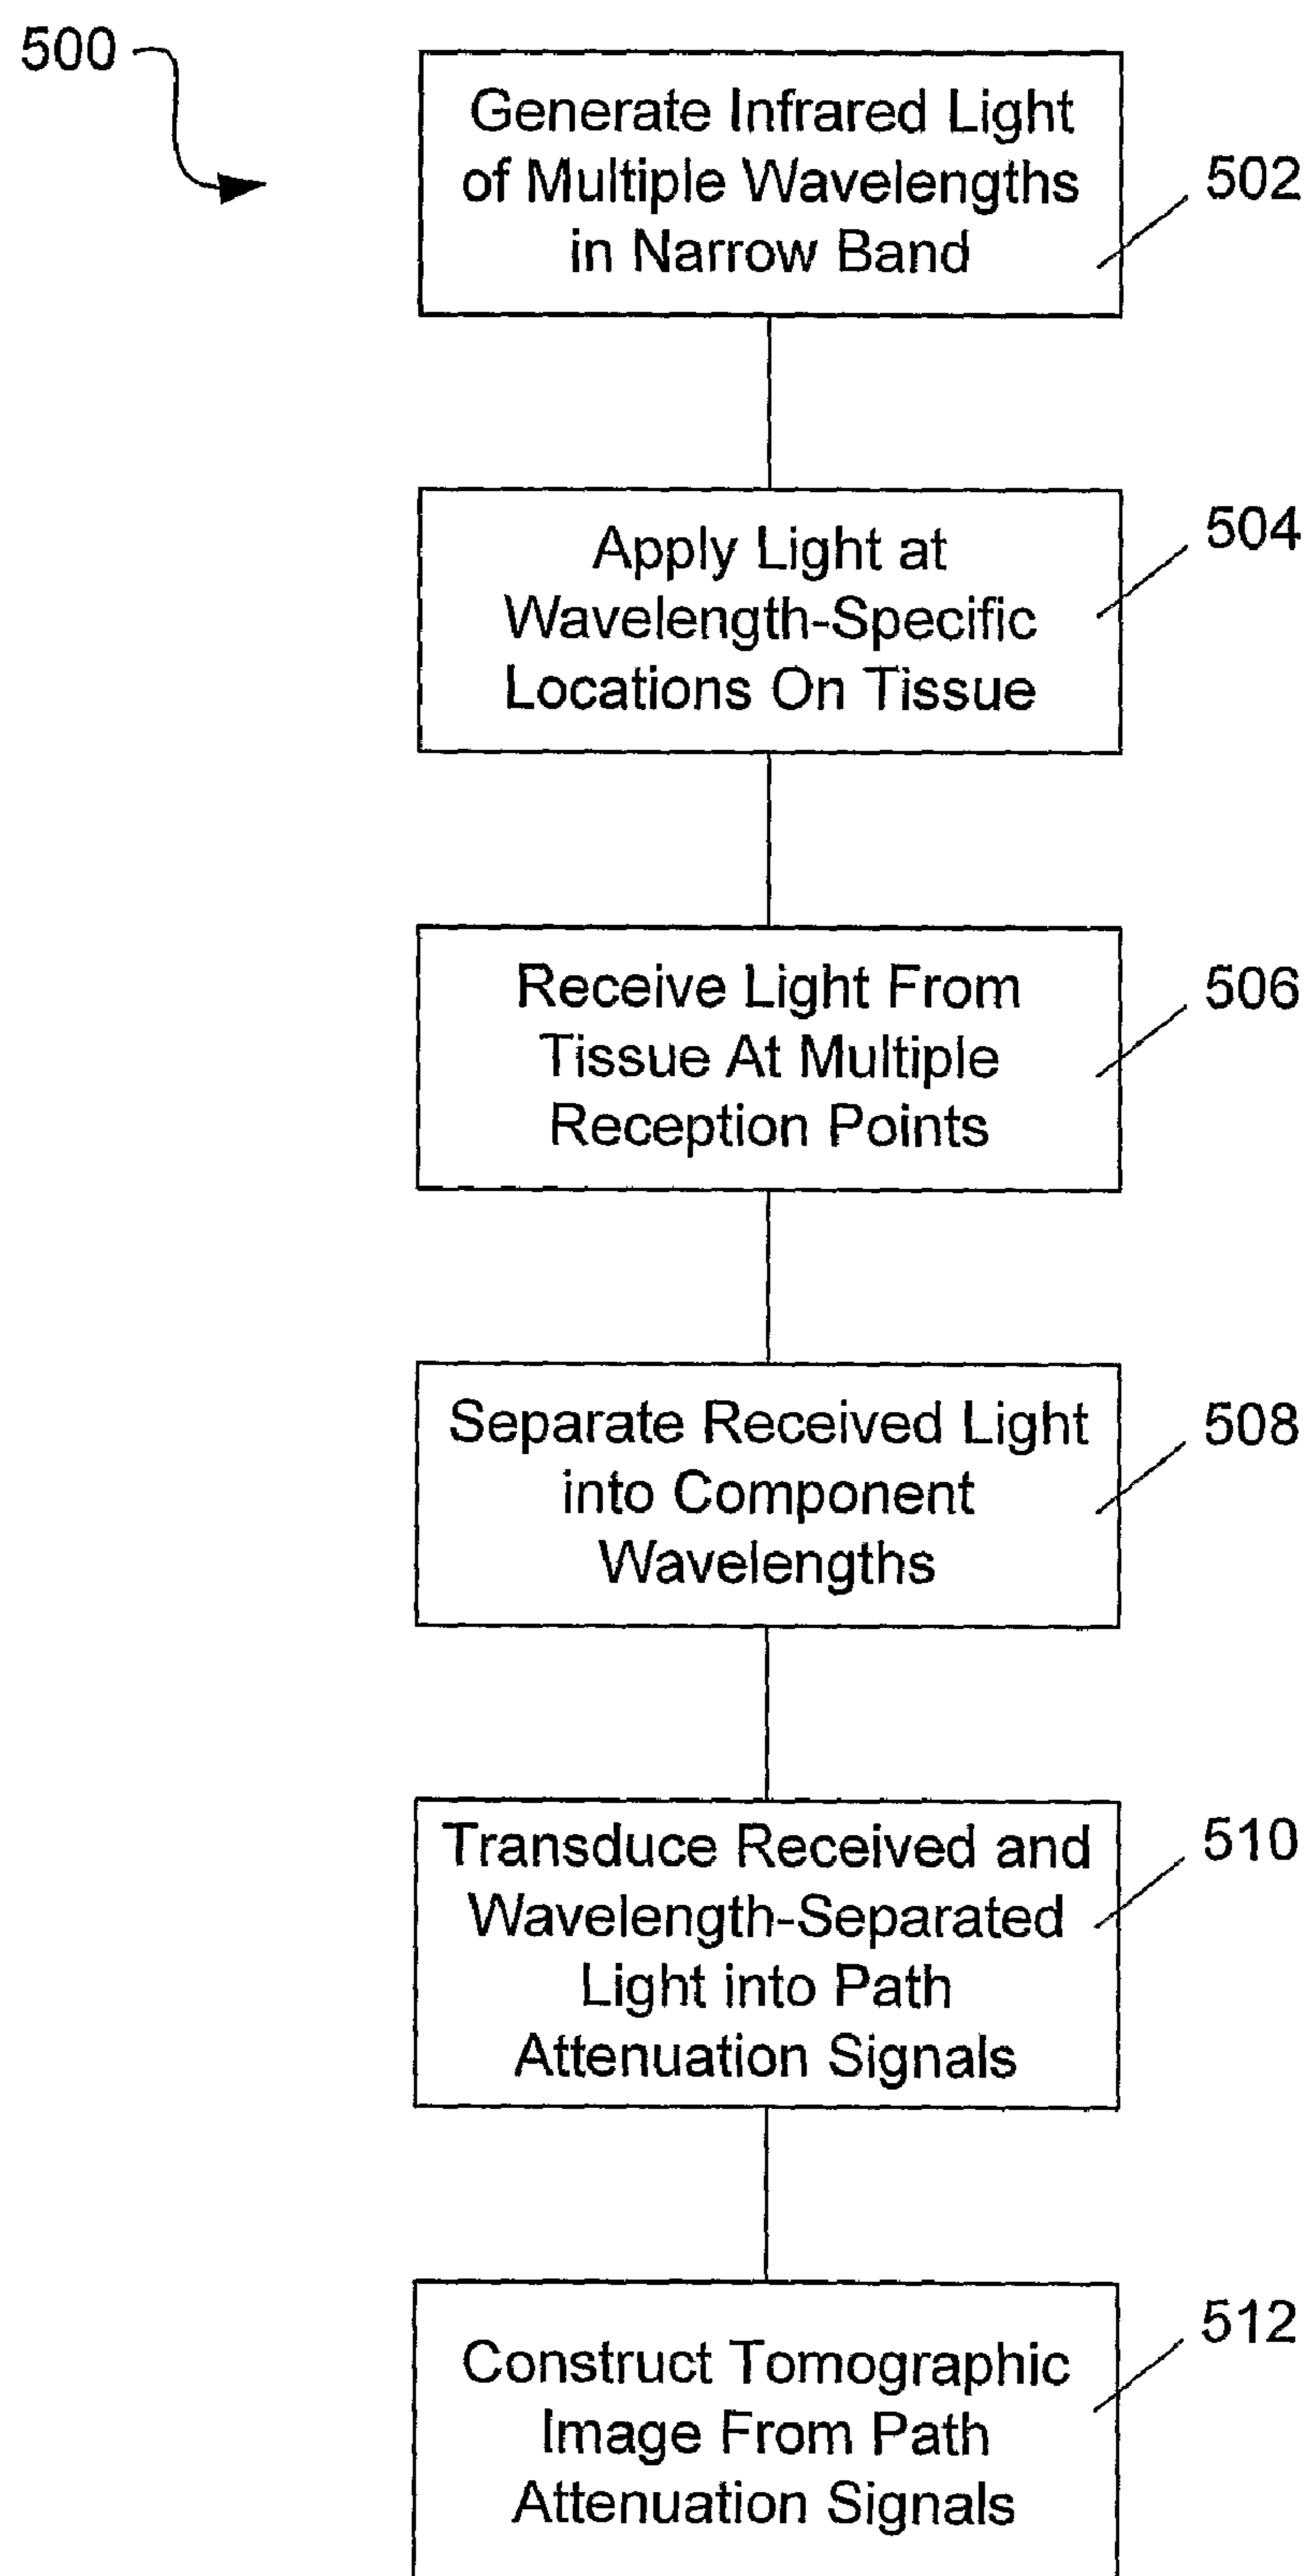 500
Generate Infrared Light
of Multiple Wavelengths
in Narrow Band
502
Apply Light at
Wavelength-Specific
Locations On Tissue
504
Receive Light From
Tissue At Multiple
Reception Points
506
Separate Received Light
into Component
Wavelengths
508
Transduce Received and
Wavelength-Separated
Light into Path
Attenuation Signals
510
Construct Tomographic
Image From Path
Attenuation Signals
512